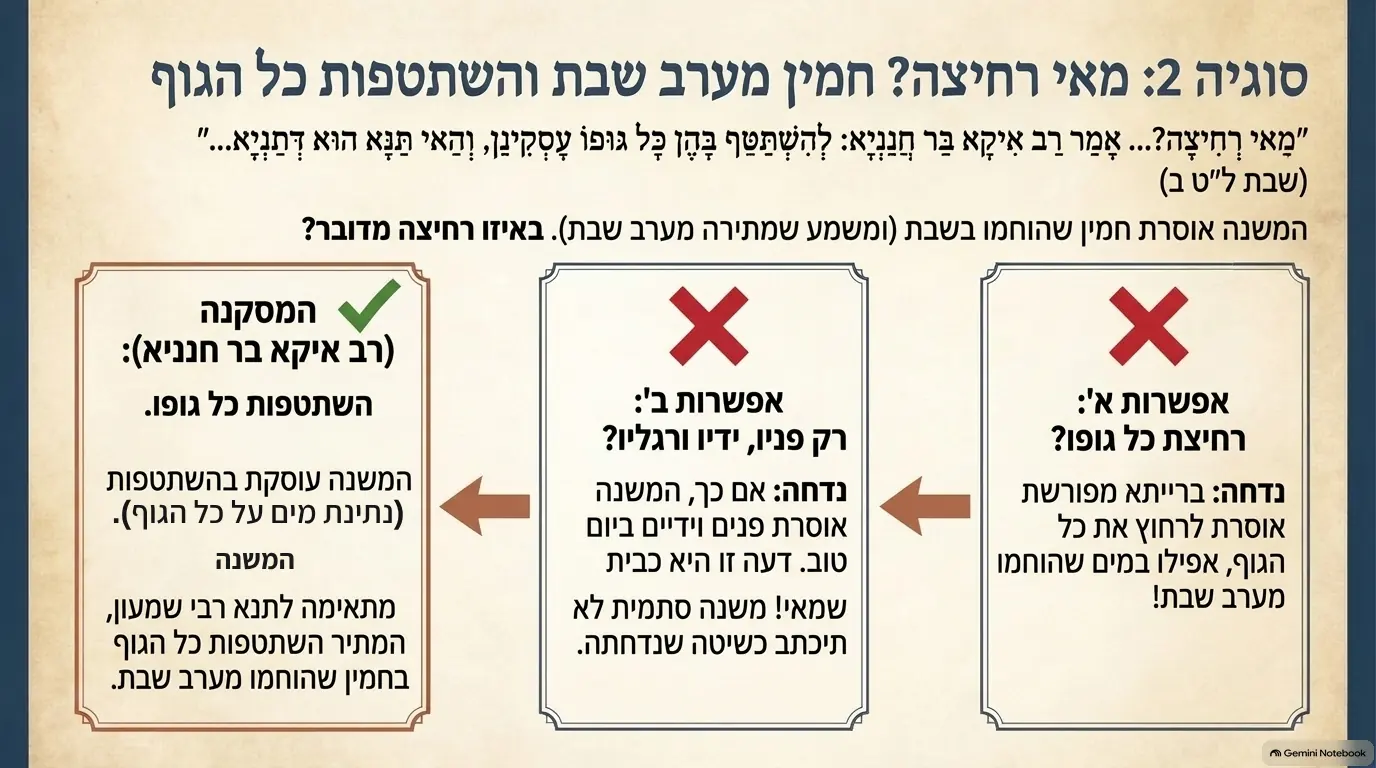 סוגיה 2: מאי רחיצה? חמין מערב שבת והשתטפות כל הגוף
"מַאי רְחִיצָה?... אָמַר רַב אִיקָא בַּר חֲנַנְיָא: לְהִשְׁתַּטֵּף בָּהֶן כׇּל גּוּפוֹ עָסְקִינַן, וְהַאי תַּנָּא הוּא דְּתַנְיָא..."
(שבת ל"ט ב)
המשנה אוסרת חמין שהוחמו בשבת (ומשמע שמתירה מערב שבת). באיזו רחיצה מדובר?
אפשרות א':
רחיצת כל גופו?
נדחה: ברייתא מפורשת
אוסרת לרחוץ את כל
הגוף, אפילו במים שהוחמו
מערב שבת!
אפשרות ב':
רק פניו, ידיו ורגליו?
נדחה: אם כך, המשנה
אוסרת פנים וידיים ביום
טוב. דעה זו היא כבית
שמאי! משנה סתמית לא
תיכתב כשיטה שנדחתה.
המסקנה
(רב איקא בר חנניא):
השתטפות כל גופו.
המשנה עוסקת בהשתטפות
(נתינת מים על כל הגוף).
המשנה
מתאימה לתנא רבי שמעון,
המתיר השתטפות כל הגוף
בחמין שהוחמו מערב שבת.
Gemini Notebook